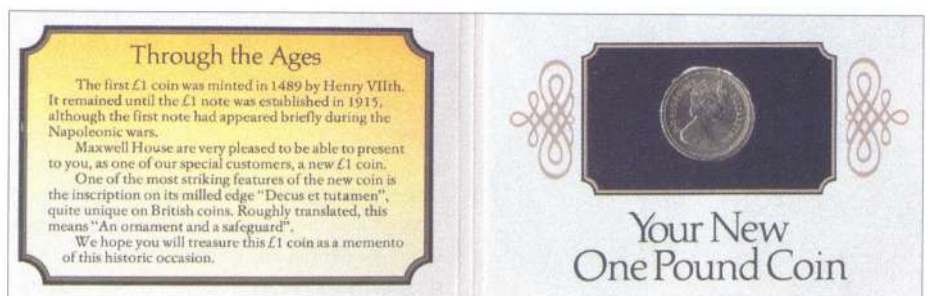 Through the Ages
The first £1 coin was minted in 1489 by Henry VIIth.
It remained until the £1 note was established in 1915,
although the first note had appeared briefly during the
Napoleonic wars.
Maxwell House are very pleased to be able to present
to you, as one of our special customers, a new £1 coin.
One of the most striking features of the new coin is
the inscription on its milled edge “Decus et tutamen”,
quite unique on British coins. Roughly translated, this
means “An ornament and a safeguard”.
We hope you will treasure this £1 coin as a memento
of this historic occasion.
Your New
One Pound Coin